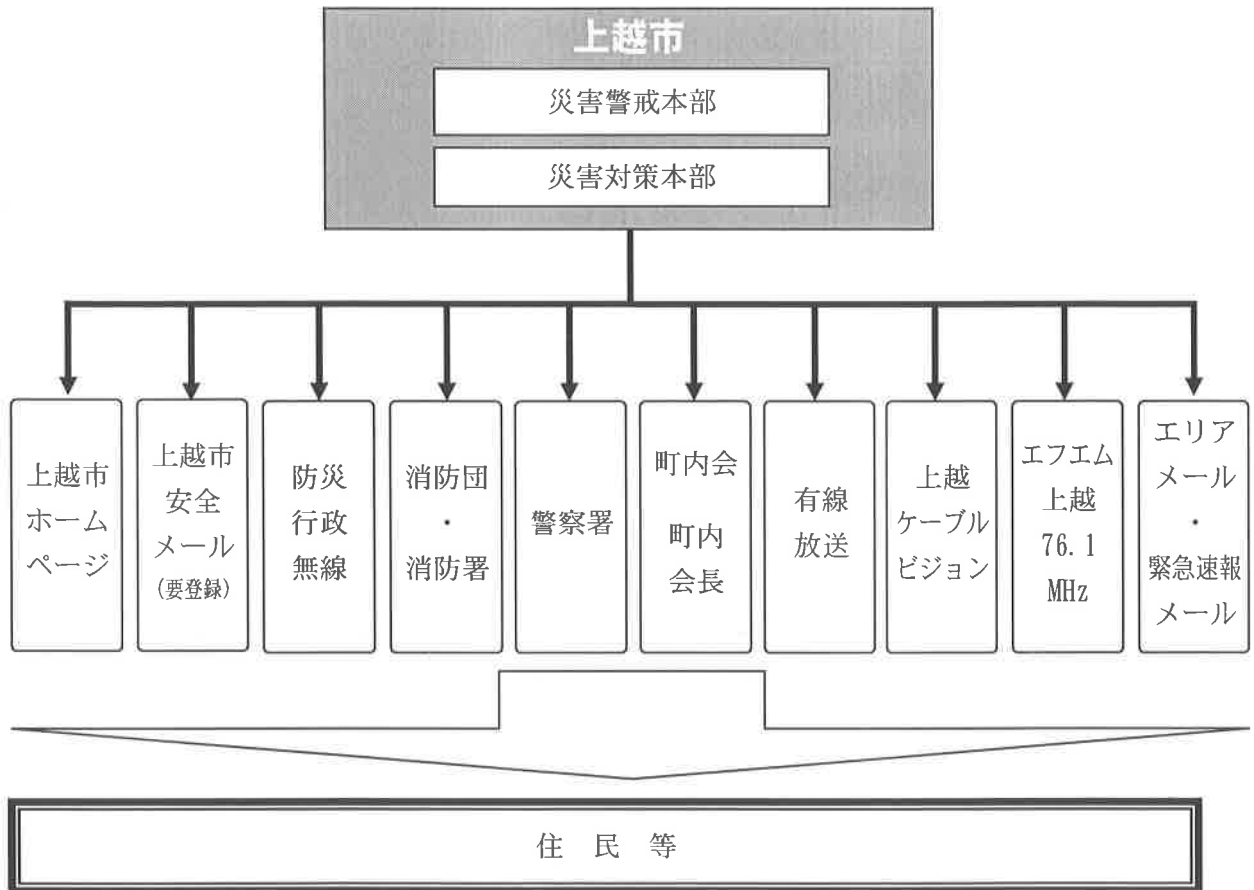 上越市
災害警戒本部
災害対策本部
上越市
ホーム
ページ
上越市
安全
メール
(要登録)
防災
行政
無線
消防団
・
消防署
警察署
町内会
町内
会長
有線
放送
上越
ケーブル
ビジョン
エフエム
上越
76.1
MHz
エリア
メール
・
緊急速報
メール
住 民 等